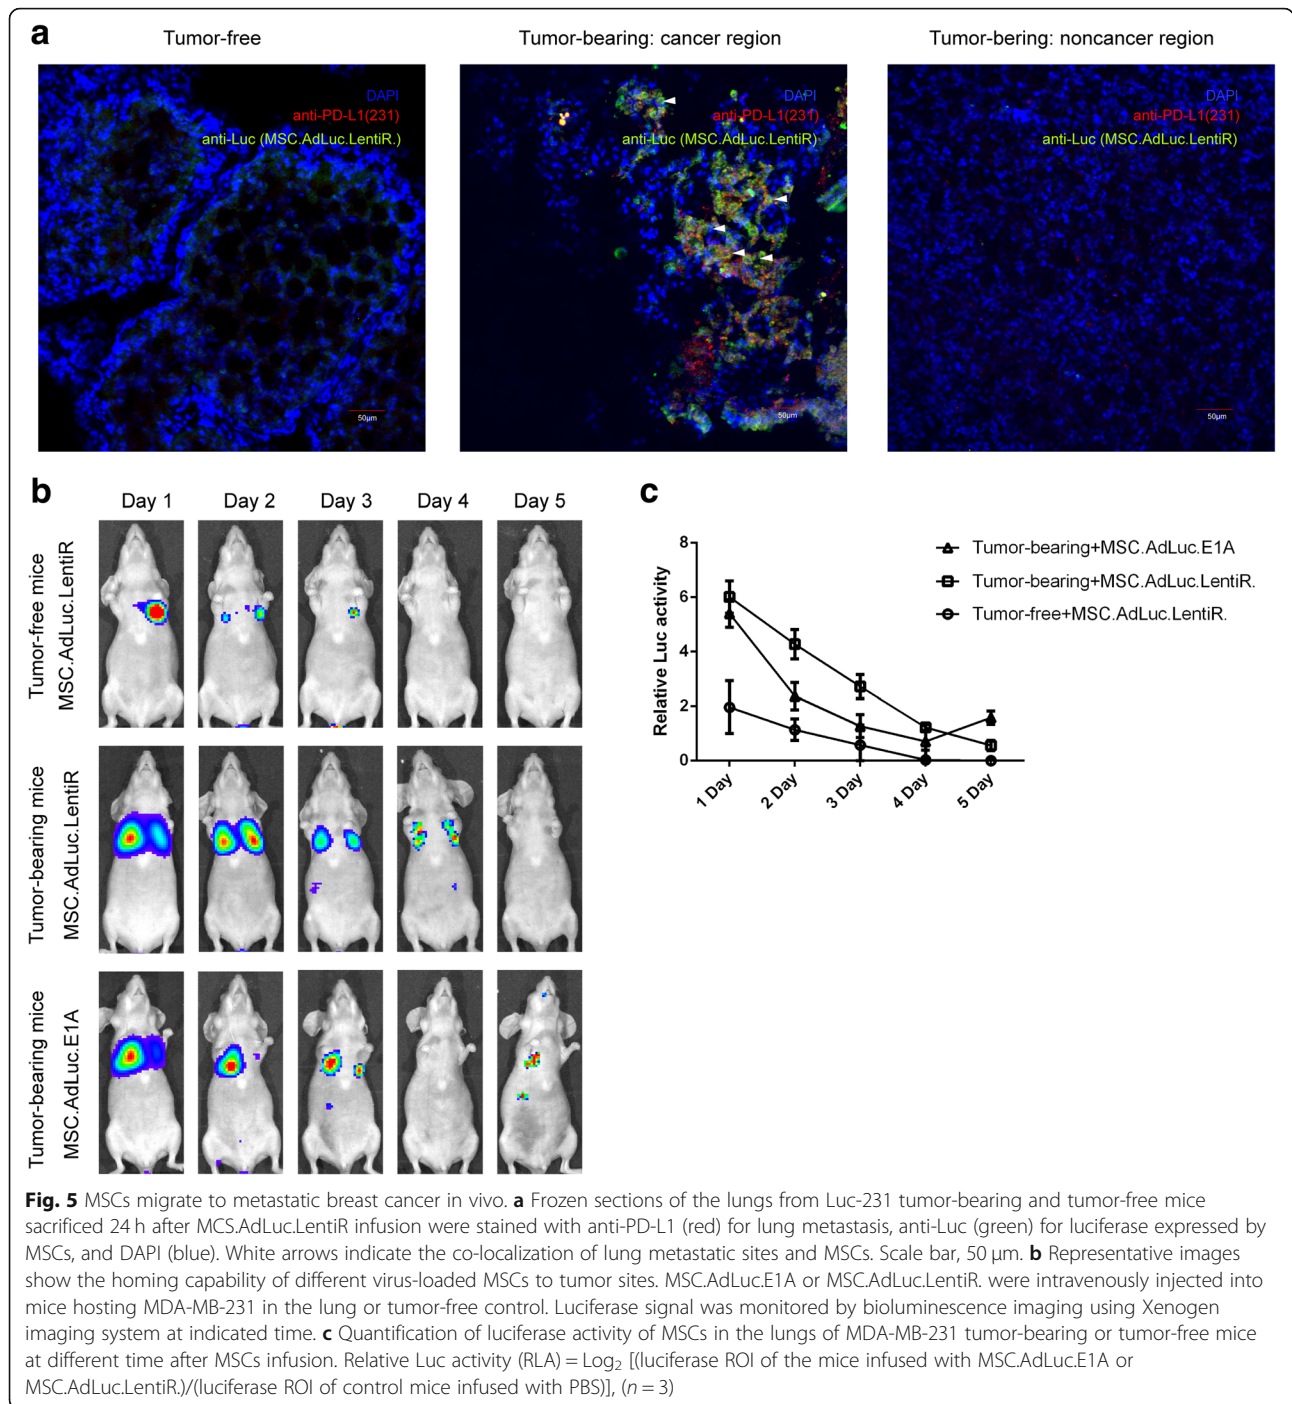 a
Tumor-free
Tumor-bearing: cancer region
Tumor-bering: noncancer region
DAPI
anti-PD-L1(231)
anti-Luc (MSC.AdLuc.LentiR.)
50µm
DAPI
anti-PD-L1(231)
anti-Luc (MSC.AdLuc.LentiR)
50µm
DAPI
anti-PD-L1(231)
anti-Luc (MSC.AdLuc.LentiR)
50µm
b
Day 1
Day 2
Day 3
Day 4
Day 5
Tumor-free mice
MSC.AdLuc.LentiR
Tumor-bearing mice
MSC.AdLuc.LentiR
Tumor-bearing mice
MSC.AdLuc.E1A
c
Relative Luc activity
8
6
4
2
0
1 Day
2 Day
3 Day
4 Day
5 Day
Tumor-bearing+MSC.AdLuc.E1A
Tumor-bearing+MSC.AdLuc.LentiR.
Tumor-free+MSC.AdLuc.LentiR.
Fig. 5 MSCs migrate to metastatic breast cancer in vivo. a Frozen sections of the lungs from Luc-231 tumor-bearing and tumor-free mice
sacrificed 24 h after MCS.AdLuc.LentiR infusion were stained with anti-PD-L1 (red) for lung metastasis, anti-Luc (green) for luciferase expressed by
MSCs, and DAPI (blue). White arrows indicate the co-localization of lung metastatic sites and MSCs. Scale bar, 50 µm. b Representative images
show the homing capability of different virus-loaded MSCs to tumor sites. MSC.AdLuc.E1A or MSC.AdLuc.LentiR. were intravenously injected into
mice hosting MDA-MB-231 in the lung or tumor-free control. Luciferase signal was monitored by bioluminescence imaging using Xenogen
imaging system at indicated time. c Quantification of luciferase activity of MSCs in the lungs of MDA-MB-231 tumor-bearing or tumor-free mice
at different time after MSCs infusion. Relative Luc activity (RLA) = Log₂ [(luciferase ROI of the mice infused with MSC.AdLuc.E1A or
MSC.AdLuc.LentiR.)/(luciferase ROI of control mice infused with PBS)], (n = 3)